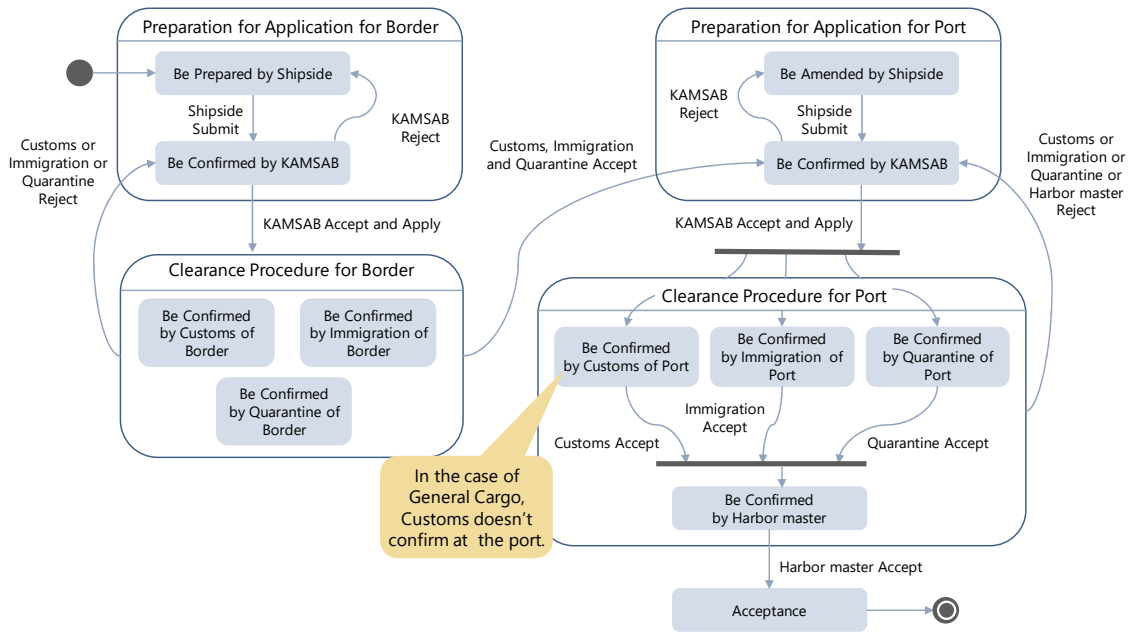 Preparation for Application for Border
Be Prepared by Shipside
Shipside
Submit
KAMSAB
Reject
Be Confirmed by KAMSAB
Customs or
Immigration or
Quarantine
Reject
KAMSAB Accept and Apply
Clearance Procedure for Border
Be Confirmed
by Customs of
Border
Be Confirmed
by Immigration of
Border
Be Confirmed
by Quarantine of
Border
Customs, Immigration
and Quarantine Accept
Preparation for Application for Port
Be Amended by Shipside
KAMSAB
Reject
Shipside
Submit
Be Confirmed by KAMSAB
Customs or
Immigration or
Quarantine or
Harbor master
Reject
KAMSAB Accept and Apply
Clearance Procedure for Port
Be Confirmed
by Customs of Port
Be Confirmed
by Immigration of
Port
Be Confirmed
by Quarantine of
Port
Customs Accept
Immigration
Accept
Quarantine Accept
In the case of
General Cargo,
Customs doesn't
confirm at the port.
Be Confirmed
by Harbor master
Harbor master Accept
Acceptance